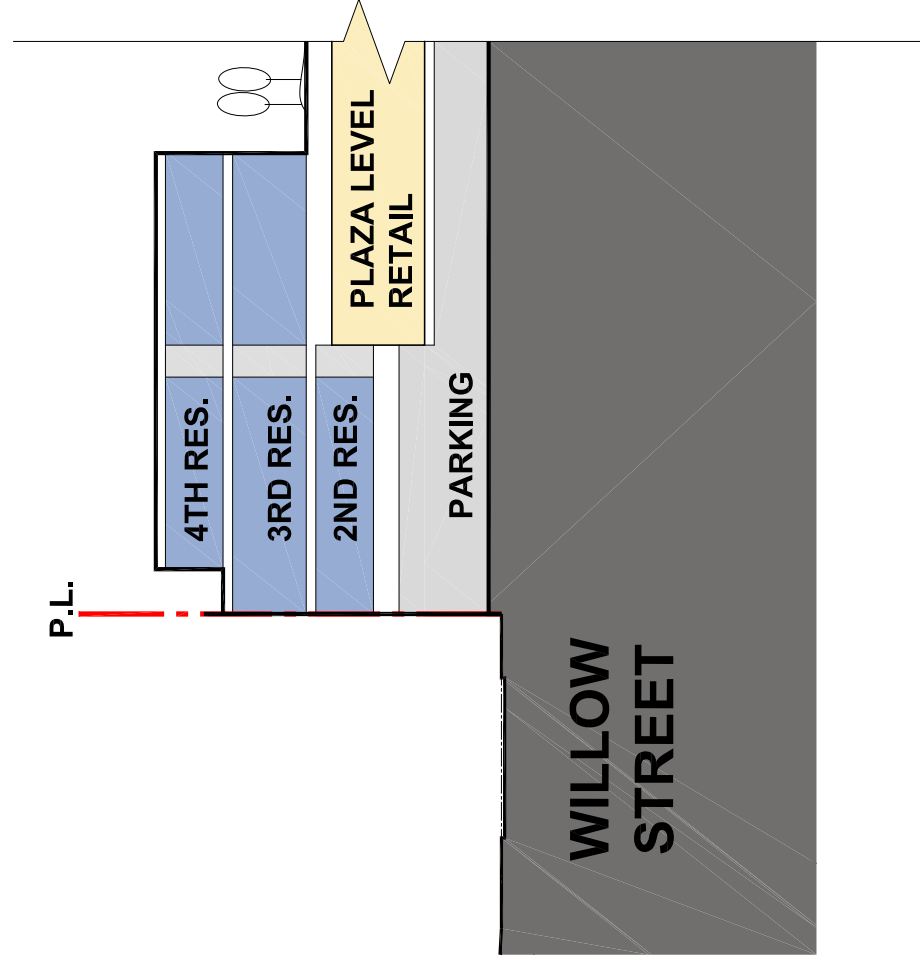 P.L.
4TH RES.
3RD RES.
2ND RES.
PLAZA LEVEL
RETAIL
PARKING
WILLOW
STREET